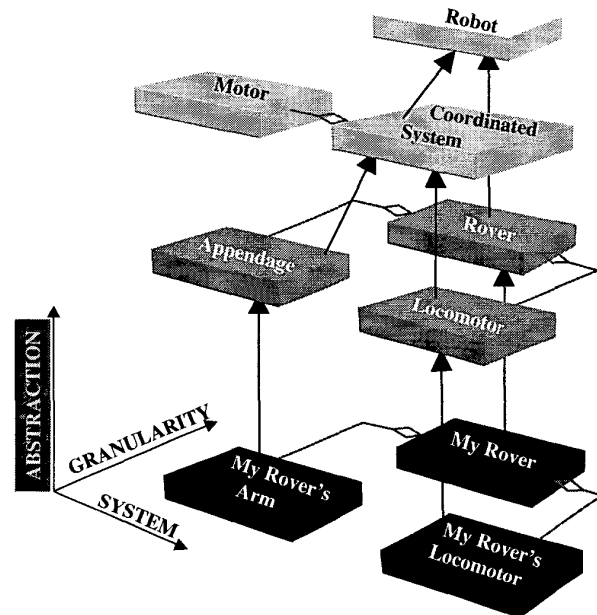 Robot
Motor
Coordinated
System
Rover
Appendage
Locomotor
ABSTRACTION
GRANULARITY
SYSTEM
My Rover
My Rover's
Arm
My Rover's
Locomotor